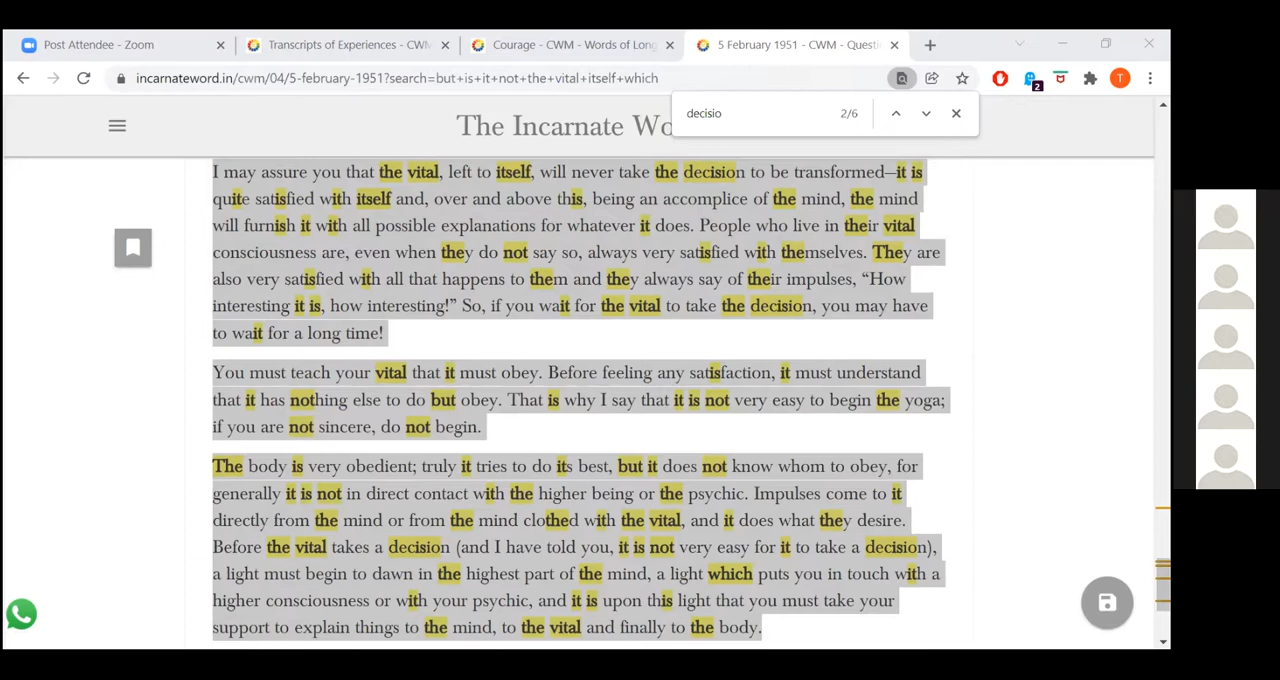 Post Attendee - Zoom
Transcripts of Experiences - CWM
Courage - CWM - Words of Long
5 February 1951 - CWM - Questi
incarnateword.in/cwm/04/5-february-1951?search=but+is+it+not+the+vital+itself+which
2
T
decisio 2/6
The Incarnate Wo
I may assure you that the vital, left to itself, will never take the decision to be transformed—it is
quite satisfied with itself and, over and above this, being an accomplice of the mind, the mind
will furnish it with all possible explanations for whatever it does. People who live in their vital
consciousness are, even when they do not say so, always very satisfied with themselves. They are
also very satisfied with all that happens to them and they always say of their impulses, “How
interesting it is, how interesting!” So, if you wait for the vital to take the decision, you may have
to wait for a long time!
You must teach your vital that it must obey. Before feeling any satisfaction, it must understand
that it has nothing else to do but obey. That is why I say that it is not very easy to begin the yoga;
if you are not sincere, do not begin.
The body is very obedient; truly it tries to do its best, but it does not know whom to obey, for
generally it is not in direct contact with the higher being or the psychic. Impulses come to it
directly from the mind or from the mind clothed with the vital, and it does what they desire.
Before the vital takes a decision (and I have told you, it is not very easy for it to take a decision),
a light must begin to dawn in the highest part of the mind, a light which puts you in touch with a
higher consciousness or with your psychic, and it is upon this light that you must take your
support to explain things to the mind, to the vital and finally to the body.